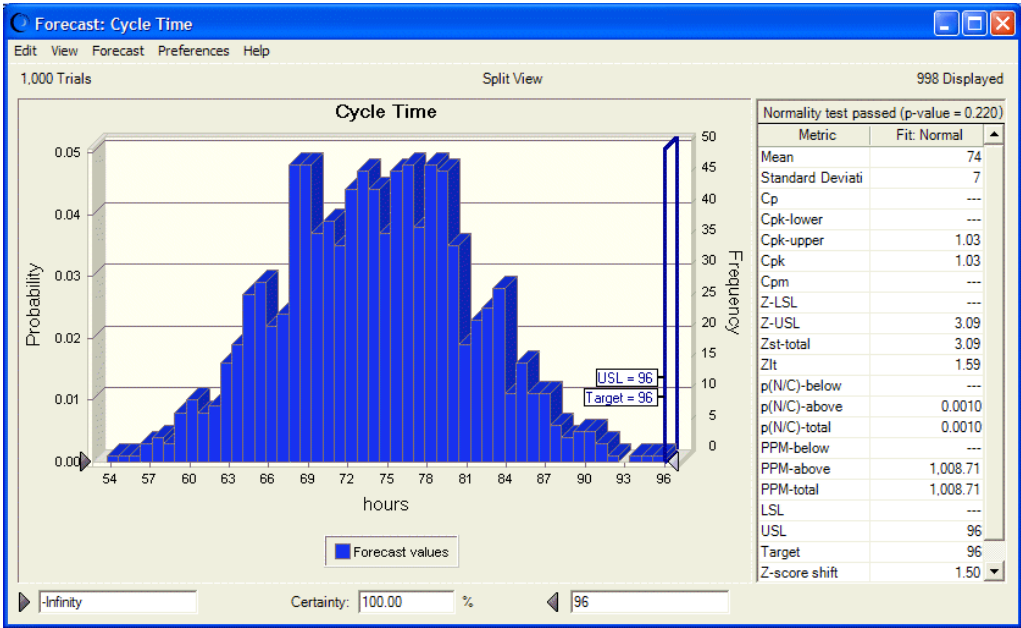 Forecast: Cycle Time
Edit View Forecast Preferences Help
1,000 Trials Split View 998 Displayed
Cycle Time
Probability
0.05
0.04
0.03
0.02
0.01
0.00
50
45
40
35
30
25
20
15
10
5
0
Frequency
USL = 96
Target = 96
54 57 60 63 66 69 72 75 78 81 84 87 90 93 96
hours
Forecast values
Normality test passed (p-value = 0.220)
Metric Fit: Normal
Mean 74
Standard Deviati 7
Cp ---
Cpk-lower ---
Cpk-upper 1.03
Cpk 1.03
Cpm ---
Z-LSL ---
Z-USL 3.09
Zst-total 3.09
Zlt 1.59
p(N/C)-below ---
p(N/C)-above 0.0010
p(N/C)-total 0.0010
PPM-below ---
PPM-above 1,008.71
PPM-total 1,008.71
LSL ---
USL 96
Target 96
Z-score shift 1.50
-Infinity Certainty: 100.00 % 96